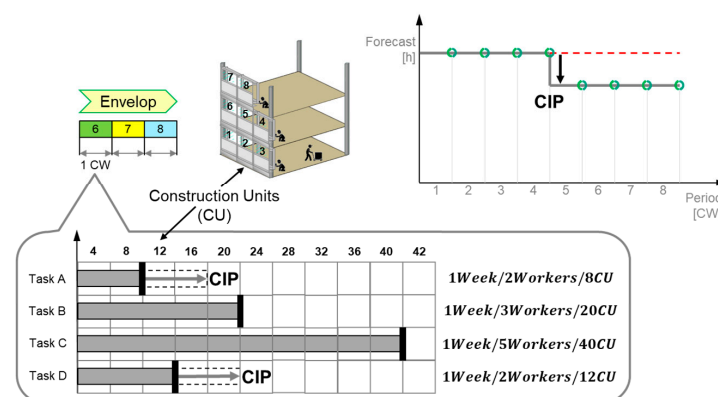 Envelop
6 7 8
1 CW
7 8
6 5 4
1 2 3
Construction Units
(CU)
Forecast
[h]
CIP
1 2 3 4 5 6 7 8
Period
[CW
4 8 12 16 20 24 28 32 36 38 42
Task A
CIP
1Week/2Workers/8CU
Task B
1Week/3Workers/20CU
Task C
1Week/5Workers/40CU
Task D
CIP
1Week/2Workers/12CU